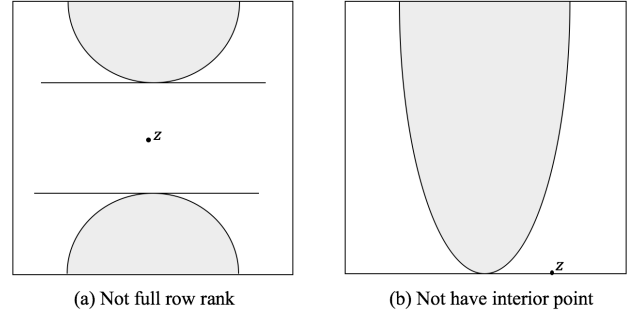 z
z
(a) Not full row rank
(b) Not have interior point